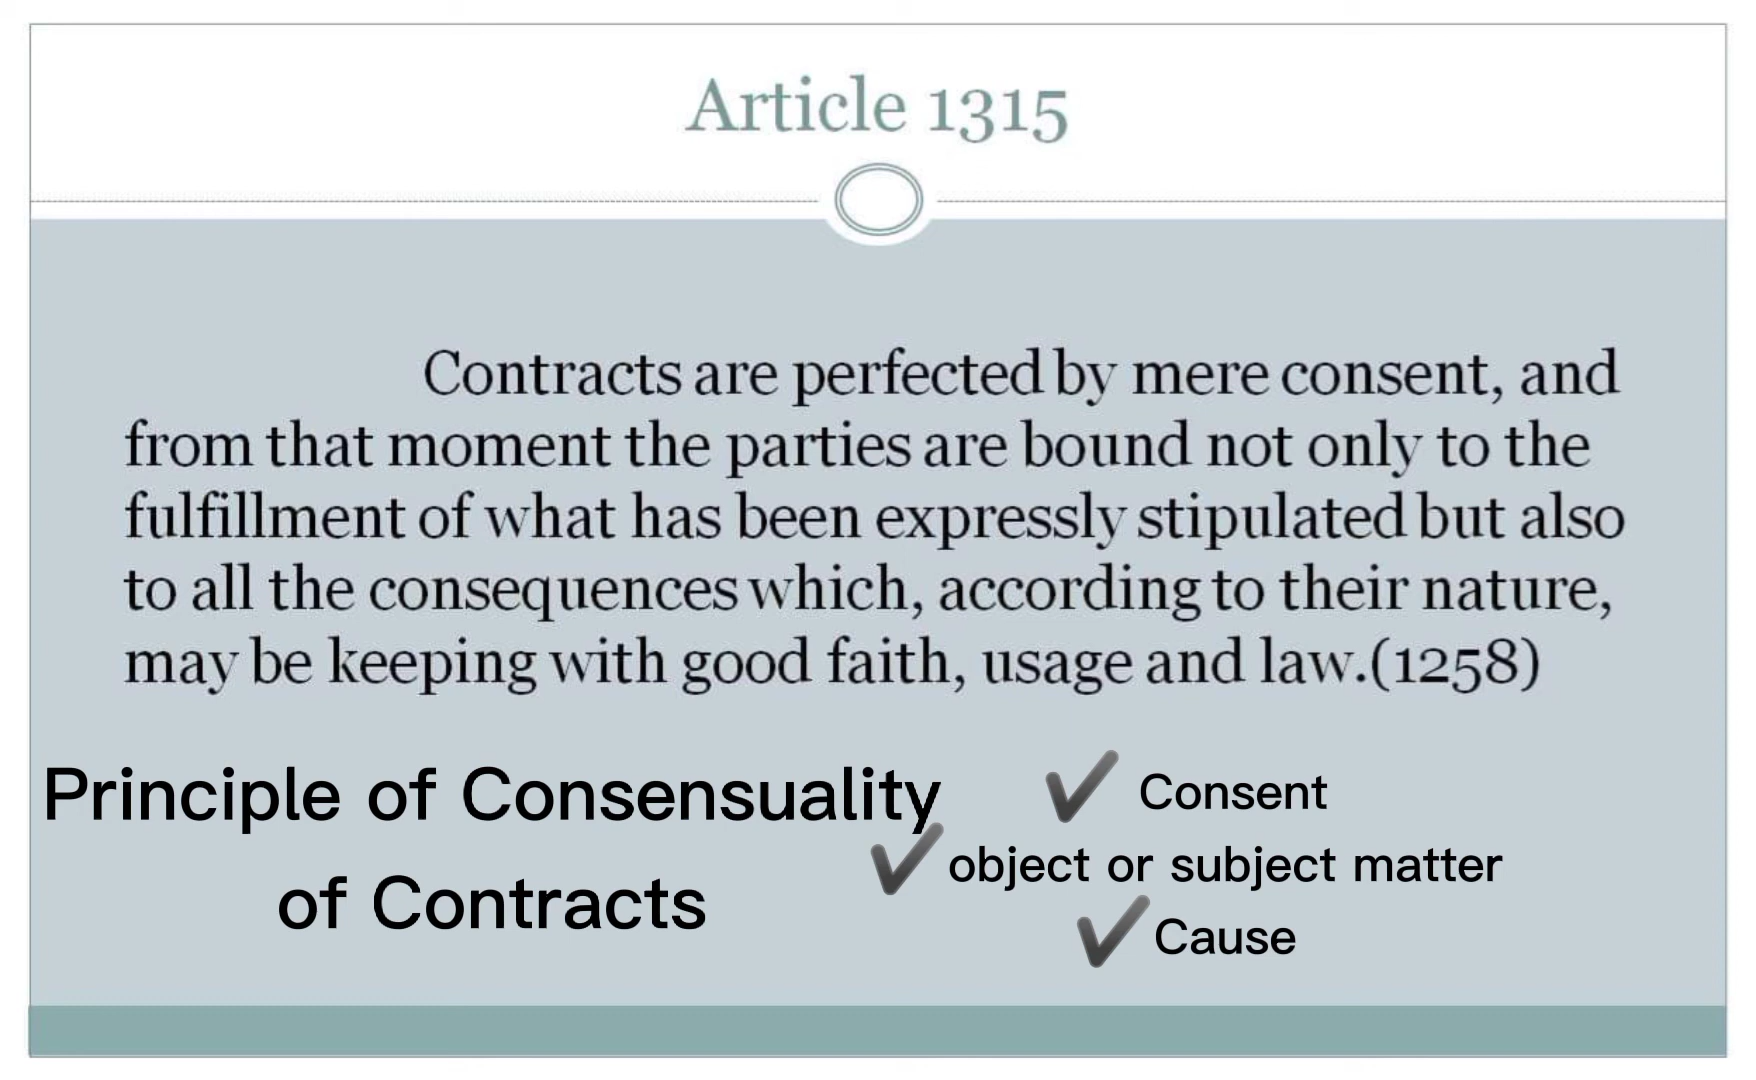 Article 1315
Contracts are perfected by mere consent, and
from that moment the parties are bound not only to the
fulfillment of what has been expressly stipulated but also
to all the consequences which, according to their nature,
may be keeping with good faith, usage and law.(1258)
Principle of Consensuality
of Contracts
✔ Consent
✔ object or subject matter
✔ Cause